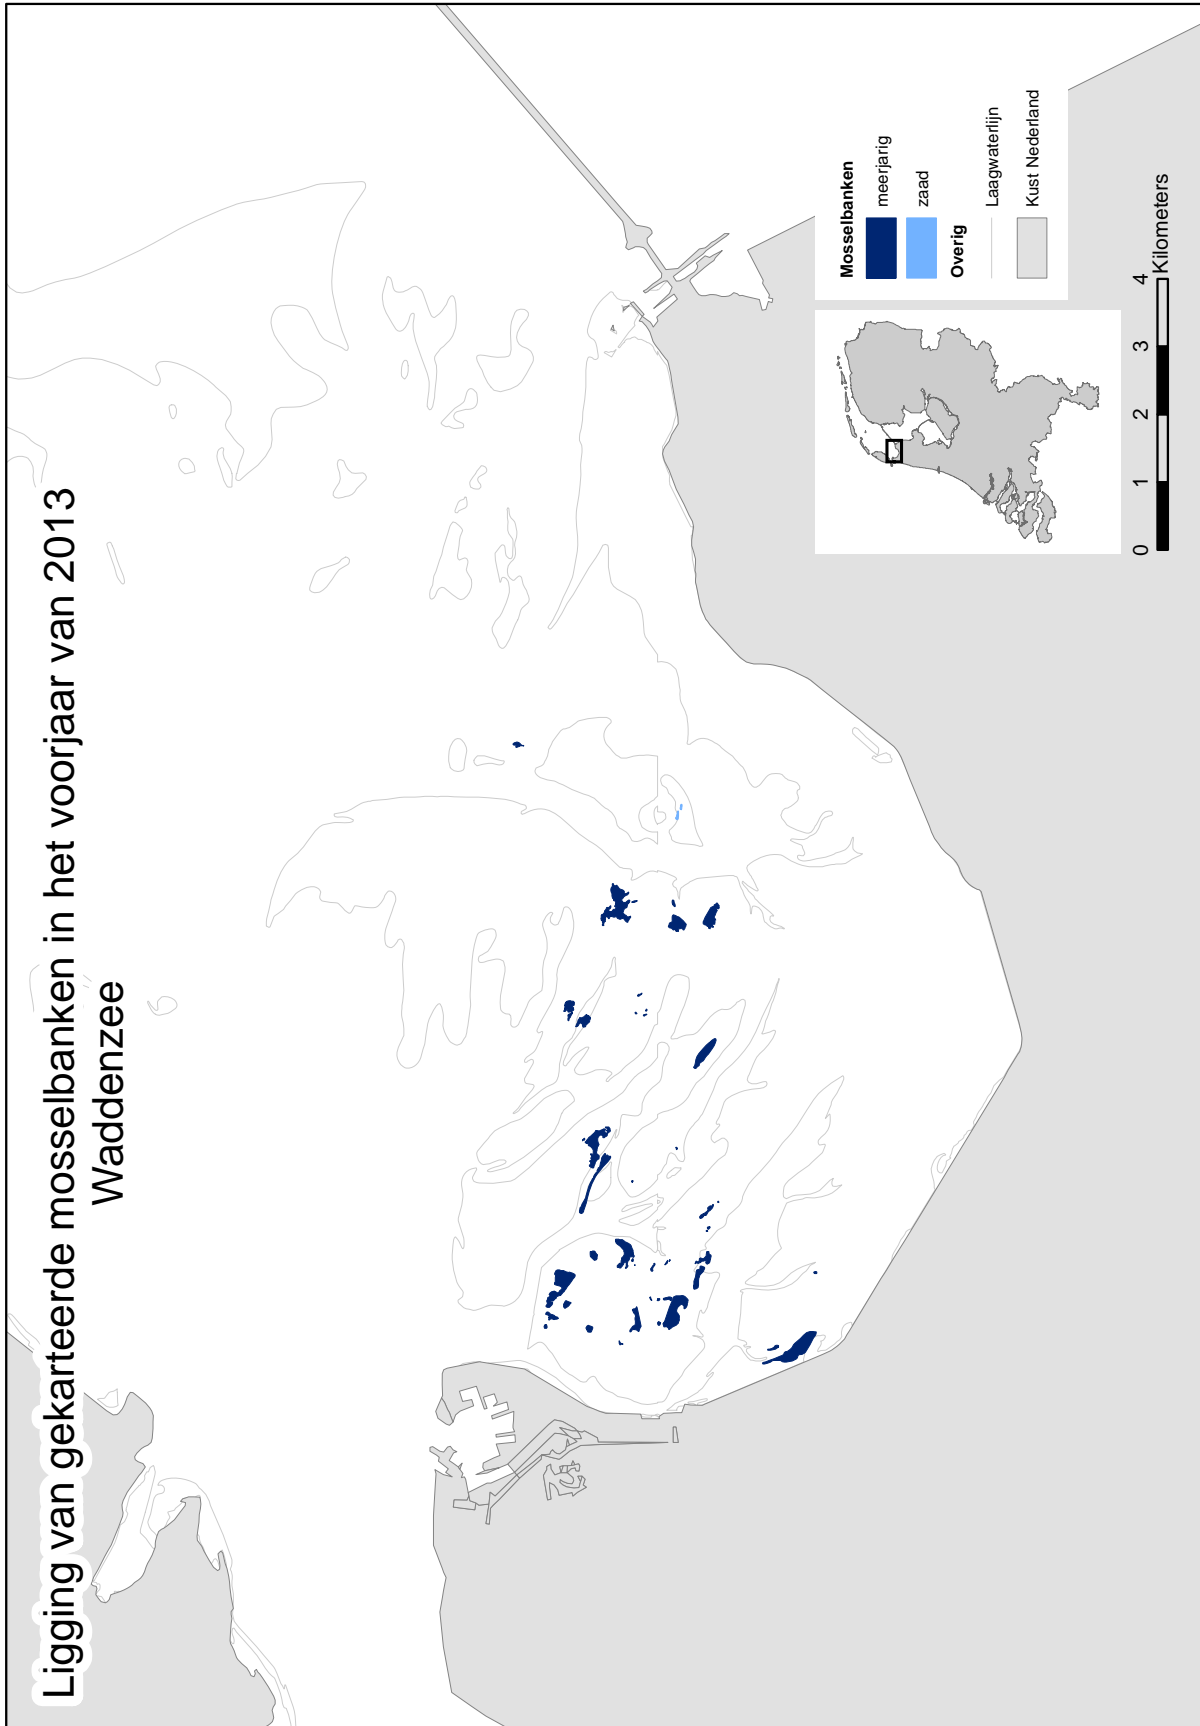 Ligging van gekarteerde mosselbanken in het voorjaar van 2013
Waddenzee
Mosselbanken
meerjarig
zaad
Overig
Laagwaterlijn
Kust Nederland
0 1 2 3 4
Kilometers